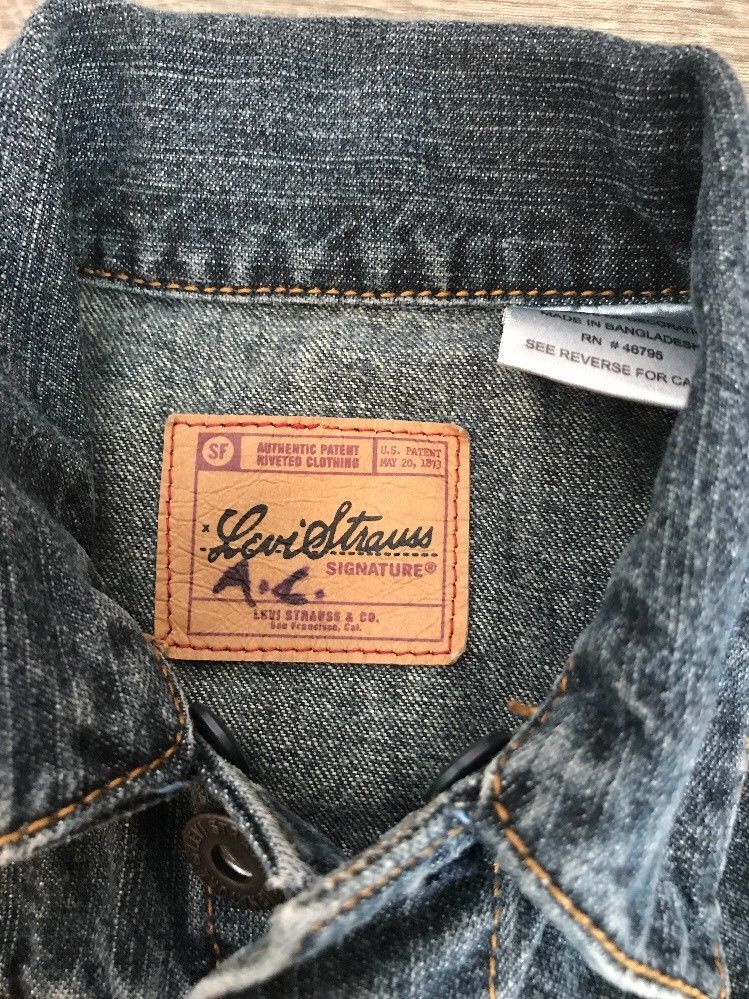 MADE IN BANGLADESH
RN # 46795
SEE REVERSE FOR CA
SF
AUTHENTIC PATENT
RIVETED CLOTHING
U.S. PATENT
MAY 20, 1873
x
Levi Strauss
SIGNATURE®
A.C.
LEVI STRAUSS & CO.
San Francisco, Cal.